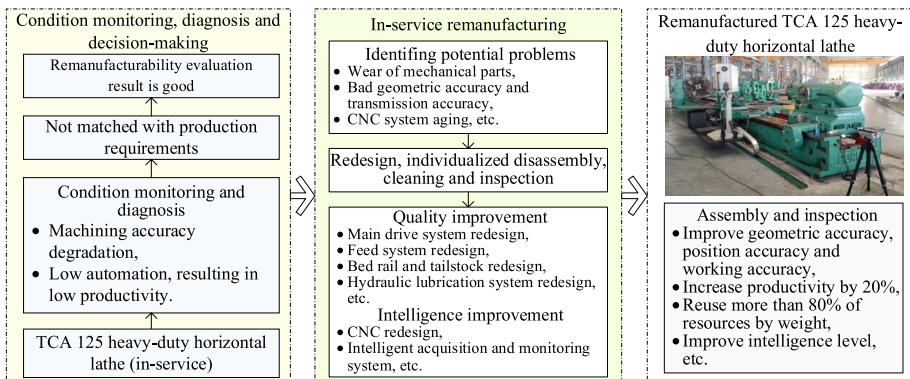 Condition monitoring, diagnosis and
decision-making
Remanufacturability evaluation
result is good
Not matched with production
requirements
Condition monitoring and
diagnosis
• Machining accuracy
degradation,
• Low automation, resulting in
low productivity.
TCA 125 heavy-duty horizontal
lathe (in-service)
In-service remanufacturing
Identifing potential problems
• Wear of mechanical parts,
• Bad geometric accuracy and
transmission accuracy,
• CNC system aging, etc.
Redesign, individualized disassembly,
cleaning and inspection
Quality improvement
• Main drive system redesign,
• Feed system redesign,
• Bed rail and tailstock redesign,
• Hydraulic lubrication system redesign,
etc.
Intelligence improvement
• CNC redesign,
• Intelligent acquisition and monitoring
system, etc.
Remanufactured TCA 125 heavy-
duty horizontal lathe
Assembly and inspection
• Improve geometric accuracy,
position accuracy and
working accuracy,
• Increase productivity by 20%,
• Reuse more than 80% of
resources by weight,
• Improve intelligence level,
etc.